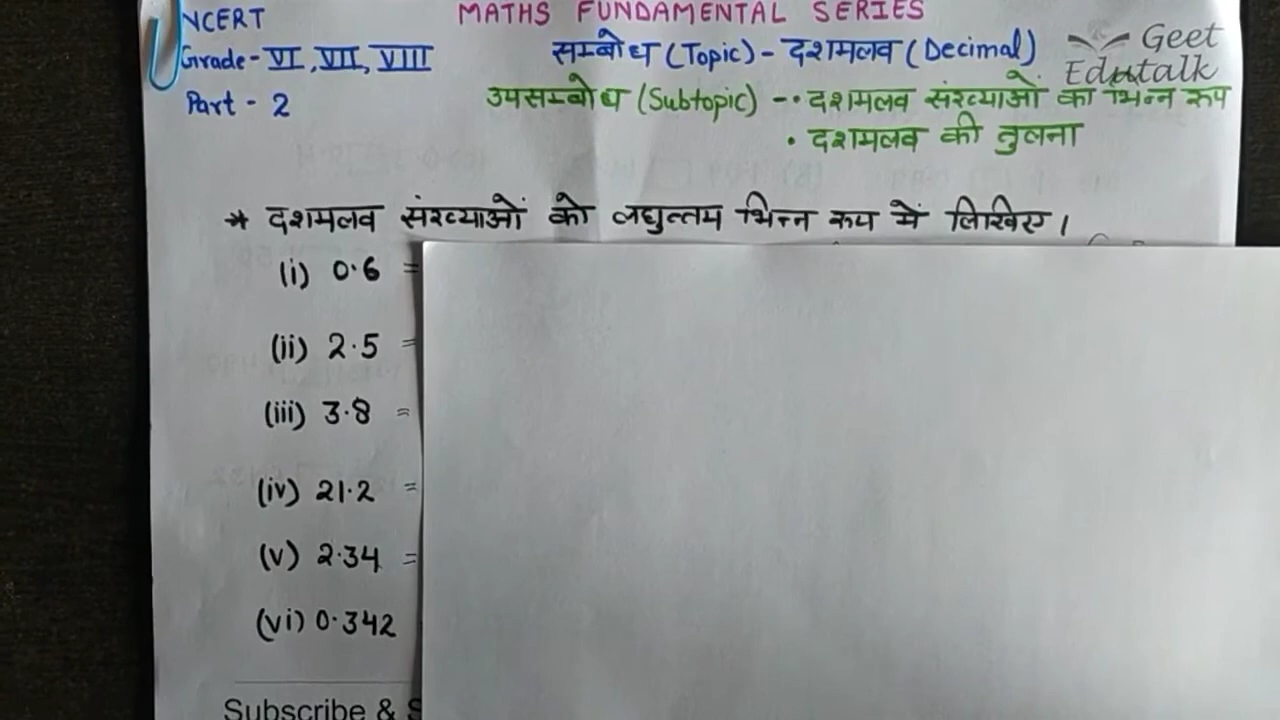 NCERT
MATHS FUNDAMENTAL SERIES
Grade - VI, VII, VIII
सम्बोध (Topic) - दशमलव (Decimal)
Geet
Edutalk
Part - 2
उपसम्बोध (Subtopic) - • दशमलव संख्याओं का भिन्न रूप
• दशमलव की तुलना
* दशमलव संख्याओं को लघुत्तम भिन्न रूप में लिखिए।
(i) 0.6 =
(ii) 2.5 =
(iii) 3.8 =
(iv) 21.2 =
(v) 2.34 =
(vi) 0.342
Subscribe & S